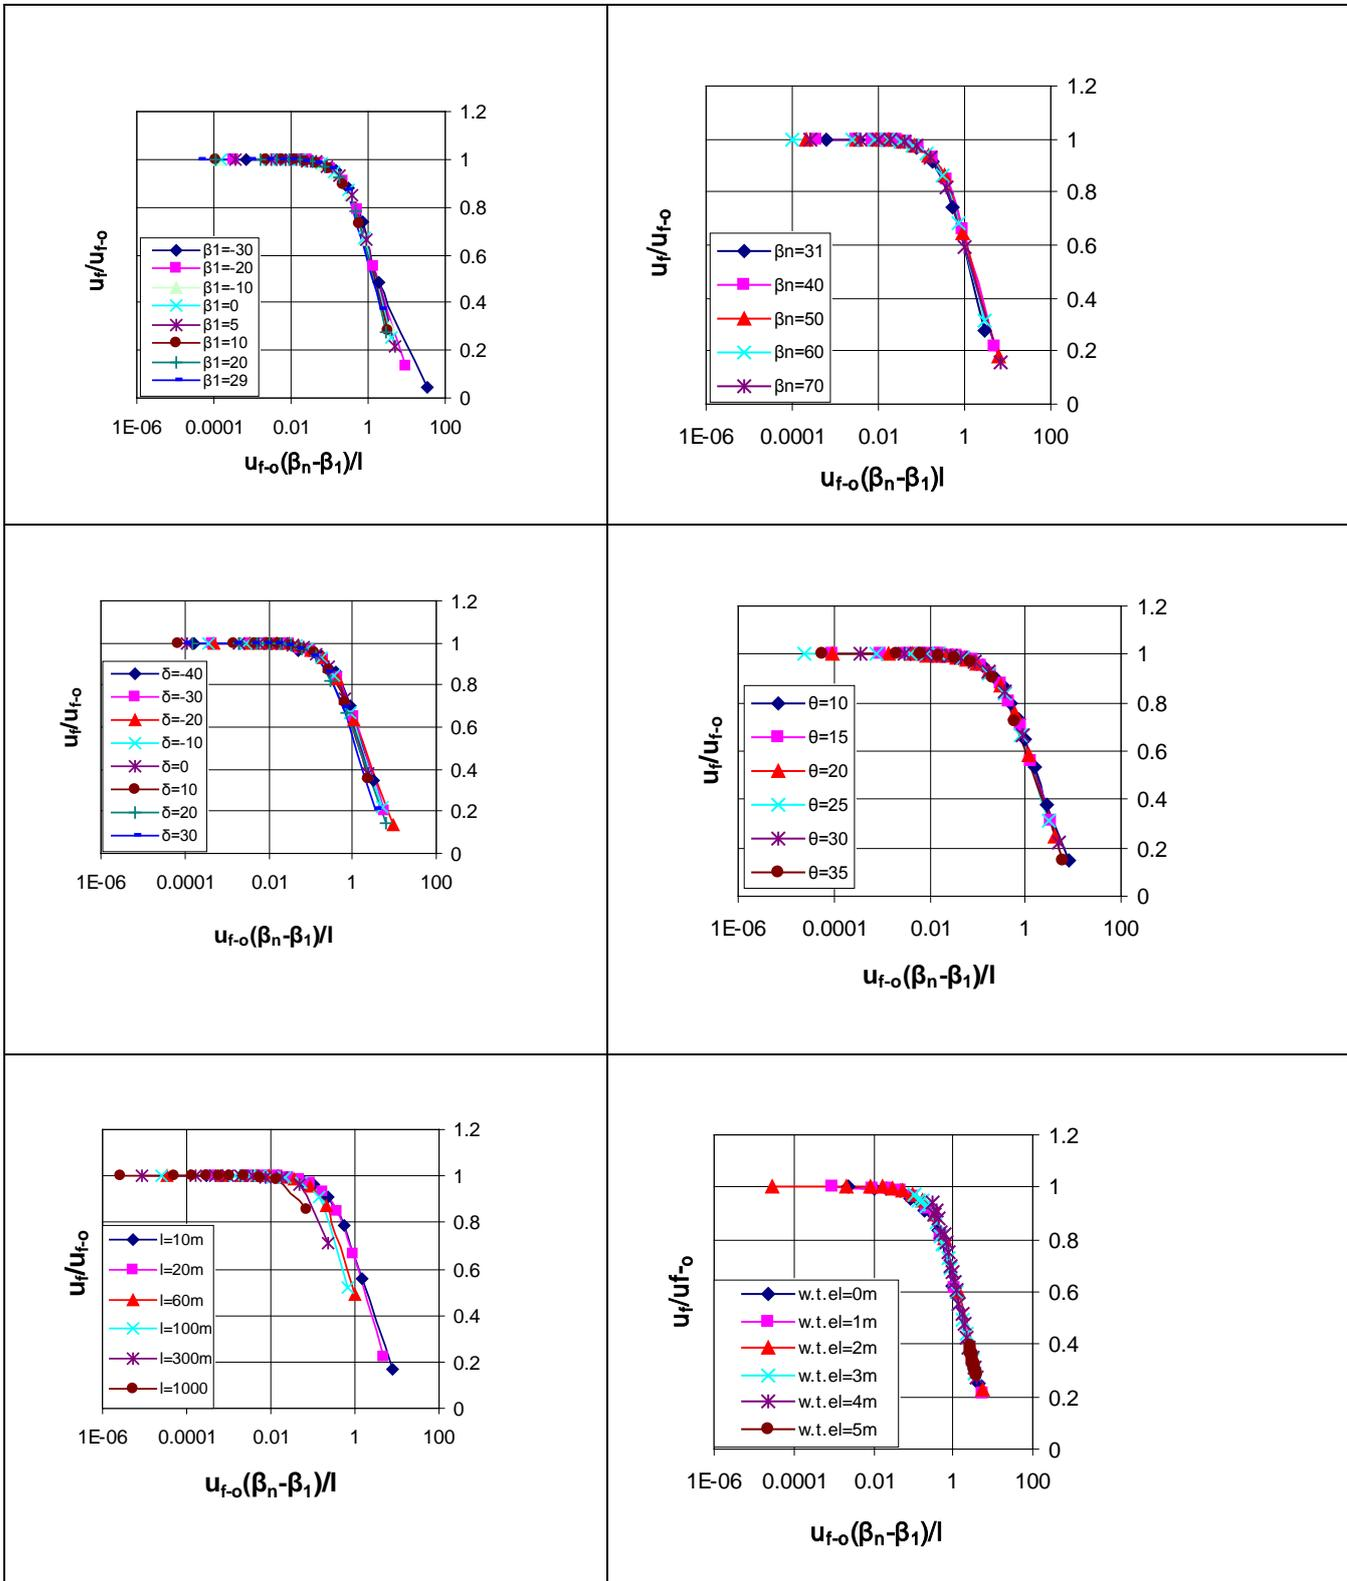 1.2
1
0.8
0.6
0.4
0.2
0
uf/uf-o
β1=-30
β1=-20
β1=-10
β1=0
β1=5
β1=10
β1=20
β1=29
1E-06 0.0001 0.01 1 100
uf-o(βn-β1)/l
1.2
1
0.8
0.6
0.4
0.2
0
uf/uf-o
βn=31
βn=40
βn=50
βn=60
βn=70
1E-06 0.0001 0.01 1 100
uf-o(βn-β1)l
1.2
1
0.8
0.6
0.4
0.2
0
uf/uf-o
δ=-40
δ=-30
δ=-20
δ=-10
δ=0
δ=10
δ=20
δ=30
1E-06 0.0001 0.01 1 100
uf-o(βn-β1)/l
1.2
1
0.8
0.6
0.4
0.2
0
uf/uf-o
θ=10
θ=15
θ=20
θ=25
θ=30
θ=35
1E-06 0.0001 0.01 1 100
uf-o(βn-β1)/l
1.2
1
0.8
0.6
0.4
0.2
0
uf/uf-o
l=10m
l=20m
l=60m
l=100m
l=300m
l=1000
1E-06 0.0001 0.01 1 100
uf-o(βn-β1)/l
1.2
1
0.8
0.6
0.4
0.2
0
uf/uf-o
w.t.el=0m
w.t.el=1m
w.t.el=2m
w.t.el=3m
w.t.el=4m
w.t.el=5m
1E-06 0.0001 0.01 1 100
uf-o(βn-β1)/l